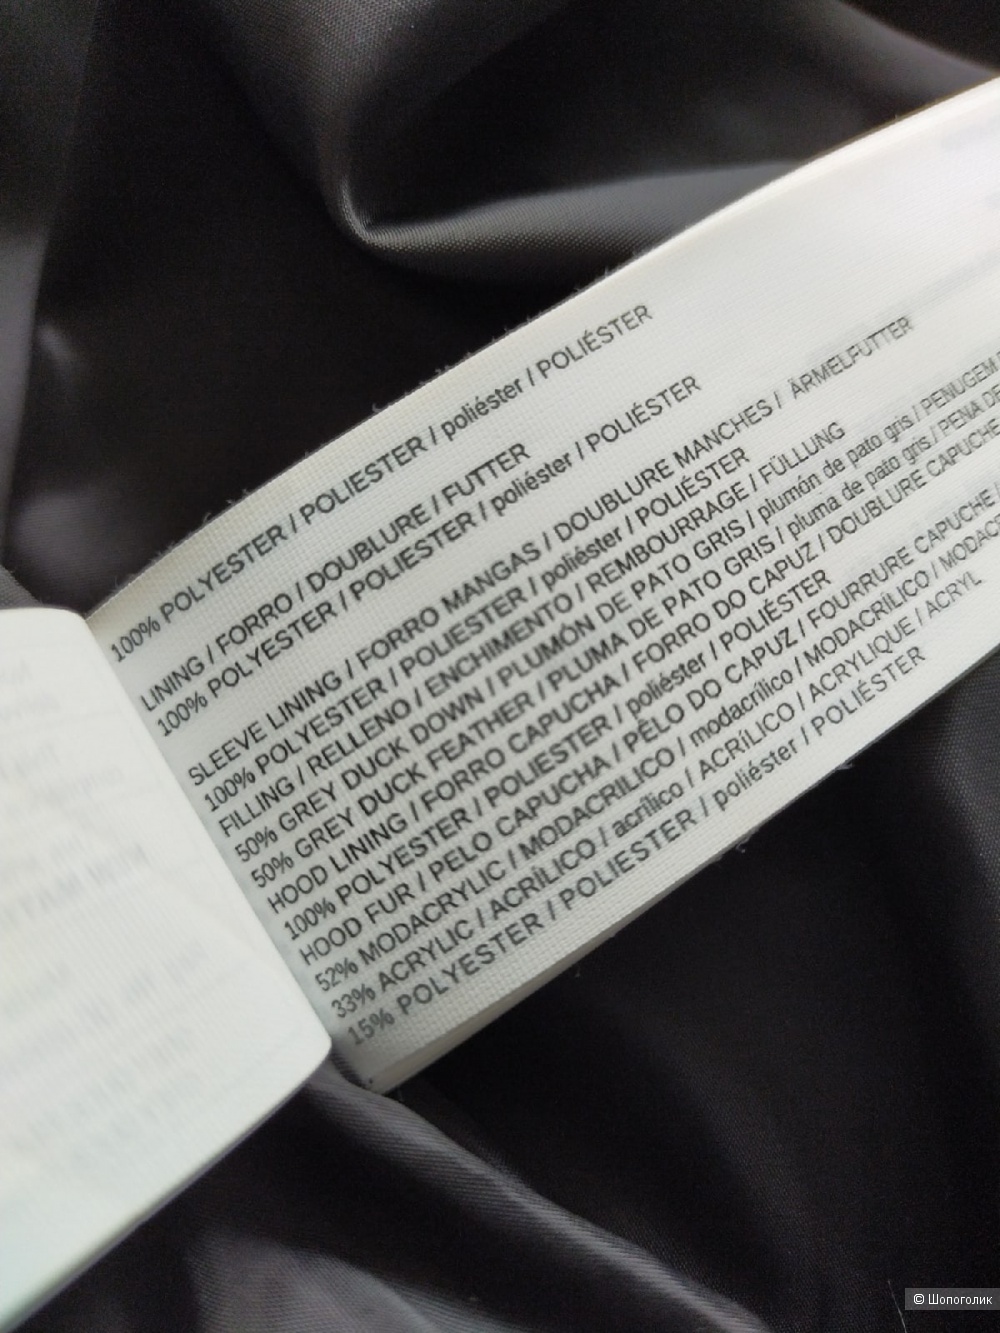 100% POLYESTER / POLIESTER / poliéster / POLIÉSTER
LINING / FORRO / DOUBLURE / FUTTER
100% POLYESTER / POLIESTER / poliéster / POLIÉSTER
SLEEVE LINING / FORRO MANGAS / DOUBLURE MANCHES / ÄRMELFUTTER
100% POLYESTER / POLIESTER / poliéster / POLIÉSTER
FILLING / RELLENO / ENCHIMENTO / REMBOURRAGE / FÜLLUNG
50% GREY DUCK DOWN / PLUMÓN DE PATO GRIS / plumón de pato gris / PENUGEM
50% GREY DUCK FEATHER / PLUMA DE PATO GRIS / pluma de pato gris / PENA DE
HOOD LINING / FORRO CAPUCHA / FORRO DO CAPUZ / DOUBLURE CAPUCHE
100% POLYESTER / POLIESTER / poliéster / POLIÉSTER
HOOD FUR / PELO CAPUCHA / PÊLO DO CAPUZ / FOURRURE CAPUCHE /
52% MODACRYLIC / MODACRILICO / modacrílico / MODACRÍLICO /
33% ACRYLIC / ACRÍLICO / acrílico / ACRÍLICO / ACRYLIQUE / ACRYL
15% POLYESTER / POLIESTER / poliéster / POLIÉSTER
© Шопоголик